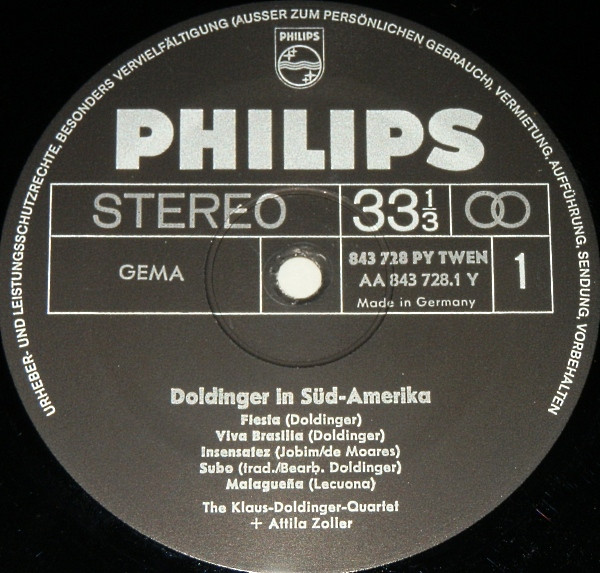 URHEBER- UND LEISTUNGSSCHUTZRECHTE, BESONDERS VERVIELFÄLTIGUNG (AUSSER ZUM PERSÖNLICHEN GEBRAUCH), VERMIETUNG, AUFFÜHRUNG, SENDUNG, VORBEHALTEN
PHILIPS
PHILIPS
STEREO 33 1/3
GEMA
843 728 PY TWEN
AA 843 728.1 Y
Made in Germany
1
Doldinger in Süd-Amerika
Fiesta (Doldinger)
Viva Brasilia (Doldinger)
Insensatez (Jobim/de Moares)
Subo (trad./Bearb. Doldinger)
Malagueña (Lecuona)
The Klaus-Doldinger-Quartet
+ Attila Zoller